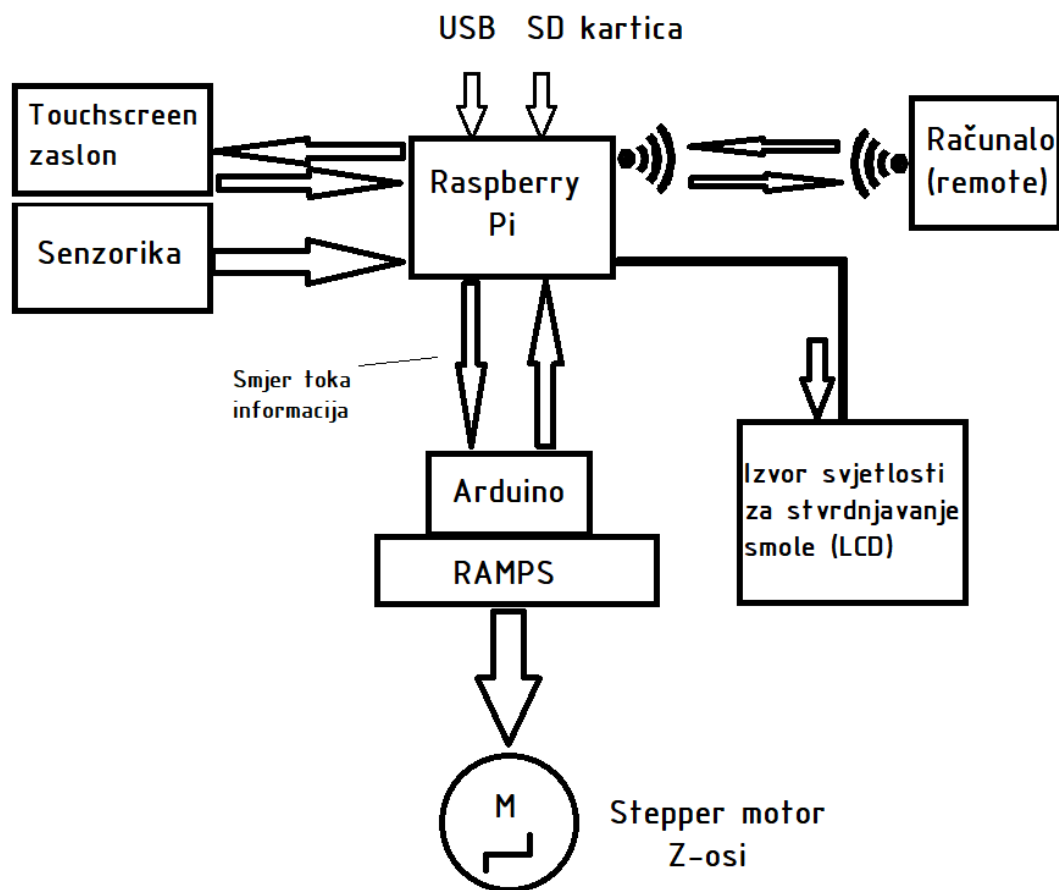 USB SD kartica
Touchscreen
zaslon
Raspberry
Pi
Računalo
(remote)
Senzorika
Smjer toka
informacija
Arduino
RAMPS
Izvor svjetlosti
za stvrdnjavanje
smole (LCD)
M
Stepper motor
Z-osi